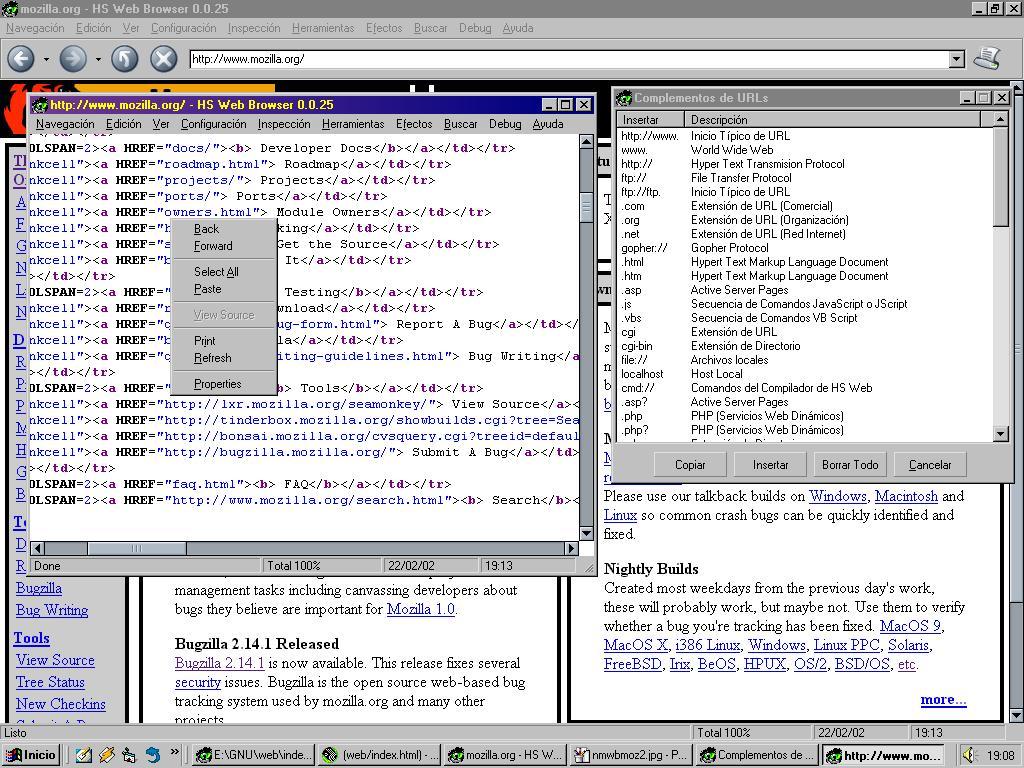 mozilla.org - HS Web Browser 0.0.25
Navegación Edición Ver Configuración Inspección Herramientas Efectos Buscar Debug Ayuda
http://www.mozilla.org/
http://www.mozilla.org/ - HS Web Browser 0.0.25
Navegación Edición Ver Configuración Inspección Herramientas Efectos Buscar Debug Ayuda
OLSPAN=2><a HREF="docs/"><b> Developer Docs</b></a></td></tr>
nkcell"><a HREF="roadmap.html"> Roadmap</a></td></tr>
nkcell"><a HREF="projects/"> Projects</a></td></tr>
nkcell"><a HREF="ports/"> Ports</a></td></tr>
nkcell"><a HREF="owners.html"> Module Owners</a></td></tr>
nkcell"><a HREF="h king</a></td></tr>
nkcell"><a HREF="s Get the Source</a></td></tr>
nkcell"><a HREF="b It</a></td></tr>
></td></tr>
OLSPAN=2><a HREF=" Testing</b></a></td></tr>
nkcell"><a HREF="r wnload</a></td></tr>
nkcell"><a HREF="q ug-form.html"> Report A Bug</a></td></tr>
nkcell"><a HREF="b la</a></td></tr>
nkcell"><a HREF="q iting-guidelines.html"> Bug Writing</a>
></td></tr>
OLSPAN=2><a HREF= b> Tools</b></a></td></tr>
nkcell"><a HREF="http://lxr.mozilla.org/seamonkey/"> View Source</a><
nkcell"><a HREF="http://tinderbox.mozilla.org/showbuilds.cgi?tree=Sea
nkcell"><a HREF="http://bonsai.mozilla.org/cvsquery.cgi?treeid=defaul
nkcell"><a HREF="http://bugzilla.mozilla.org/"> Submit A Bug</a></td>
></td></tr>
OLSPAN=2><a HREF="faq.html"><b> FAQ</b></a></td></tr>
OLSPAN=2><a HREF="http://www.mozilla.org/search.html"><b> Search</b><
Back
Forward
Select All
Paste
View Source
Print
Refresh
Properties
Done Total 100% 22/02/02 19:13
Complementos de URLs
Insertar Descripción
http://www. Inicio Típico de URL
www. World Wide Web
http:// Hyper Text Transmision Protocol
ftp:// File Transfer Protocol
ftp://ftp. Inicio Típico de URL
.com Extensión de URL (Comercial)
.org Extensión de URL (Organización)
.net Extensión de URL (Red Internet)
gopher:// Gopher Protocol
.html Hypert Text Markup Language Document
.htm Hypert Text Markup Language Document
.asp Active Server Pages
.js Secuencia de Comandos JavaScript o JScript
.vbs Secuencia de Comandos VB Script
cgi Extensión de URL
cgi-bin Extensión de Directorio
file:// Archivos locales
localhost Host Local
cmd:// Comandos del Compilador de HS Web
.asp? Active Server Pages
.php PHP (Servicios Web Dinámicos)
.php? PHP (Servicios Web Dinámicos)
Copiar Insertar Borrar Todo Cancelar
Bugzilla
Bug Writing
Tools
View Source
Tree Status
New Checkins
management tasks including canvassing developers about
bugs they believe are important for Mozilla 1.0.
Bugzilla 2.14.1 Released
Bugzilla 2.14.1 is now available. This release fixes several
security issues. Bugzilla is the open source web-based bug
tracking system used by mozilla.org and many other
projects.
Please use our talkback builds on Windows, Macintosh and
Linux so common crash bugs can be quickly identified and
fixed.
Nightly Builds
Created most weekdays from the previous day's work,
these will probably work, but maybe not. Use them to verify
whether a bug you're tracking has been fixed. MacOS 9,
MacOS X, i386 Linux, Windows, Linux PPC, Solaris,
FreeBSD, Irix, BeOS, HPUX, OS/2, BSD/OS, etc.
more...
Listo Total 100% 22/02/02 19:13
Inicio » E:\GNU\web\inde... (web/index.html) -... mozilla.org - HS W... nmwbmoz2.jpg - P... Complementos de ... http://www.mo... 19:08